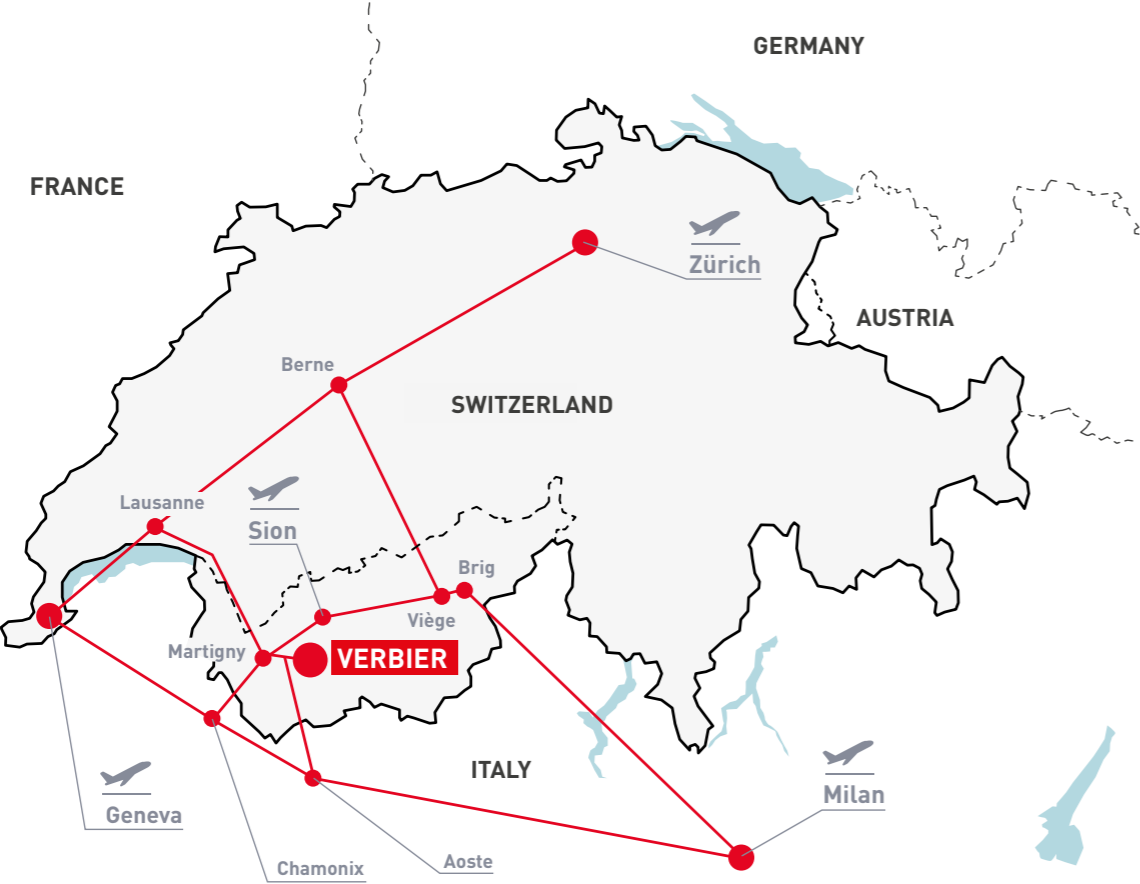 GERMANY
FRANCE
Zürich
AUSTRIA
Berne
SWITZERLAND
Lausanne
Sion
Brig
Viège
Martigny
VERBIER
ITALY
Milan
Geneva
Chamonix
Aoste